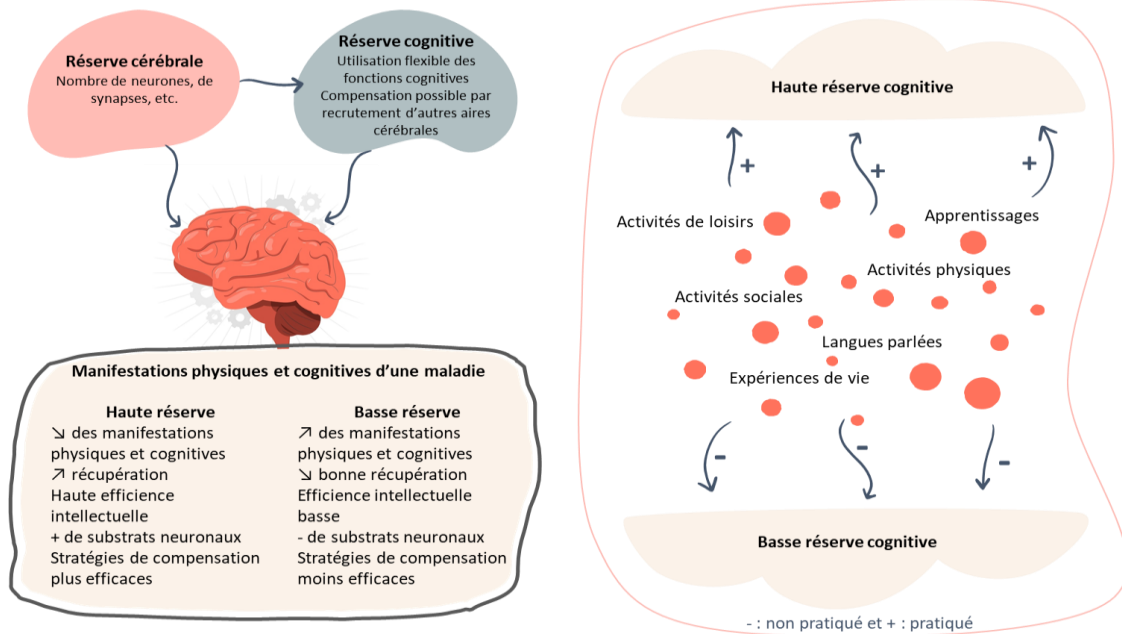 Réserve cérébrale
Nombre de neurones, de
synapses, etc.
Réserve cognitive
Utilisation flexible des
fonctions cognitives
Compensation possible par
recrutement d'autres aires
cérébrales
Manifestations physiques et cognitives d'une maladie
Haute réserve
↘ des manifestations
physiques et cognitives
↗ récupération
Haute efficience
intellectuelle
+ de substrats neuronaux
Stratégies de compensation
plus efficaces
Basse réserve
↗ des manifestations
physiques et cognitives
↘ bonne récupération
Efficience intellectuelle
basse
- de substrats neuronaux
Stratégies de compensation
moins efficaces
Haute réserve cognitive
+
+
+
Activités de loisirs
Apprentissages
Activités physiques
Activités sociales
Langues parlées
Expériences de vie
-
-
-
Basse réserve cognitive
- : non pratiqué et + : pratiqué